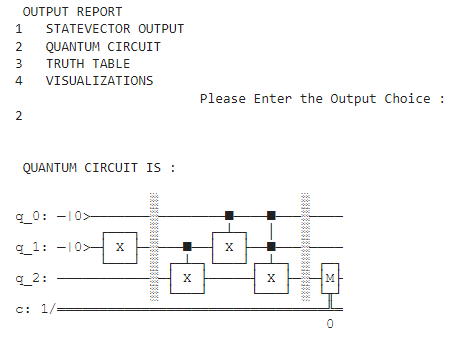 OUTPUT REPORT
1 STATEVECTOR OUTPUT
2 QUANTUM CIRCUIT
3 TRUTH TABLE
4 VISUALIZATIONS
Please Enter the Output Choice :
2
QUANTUM CIRCUIT IS :
q_0: —|0>
q_1: —|0> X X
q_2: X X M
c: 1/
0